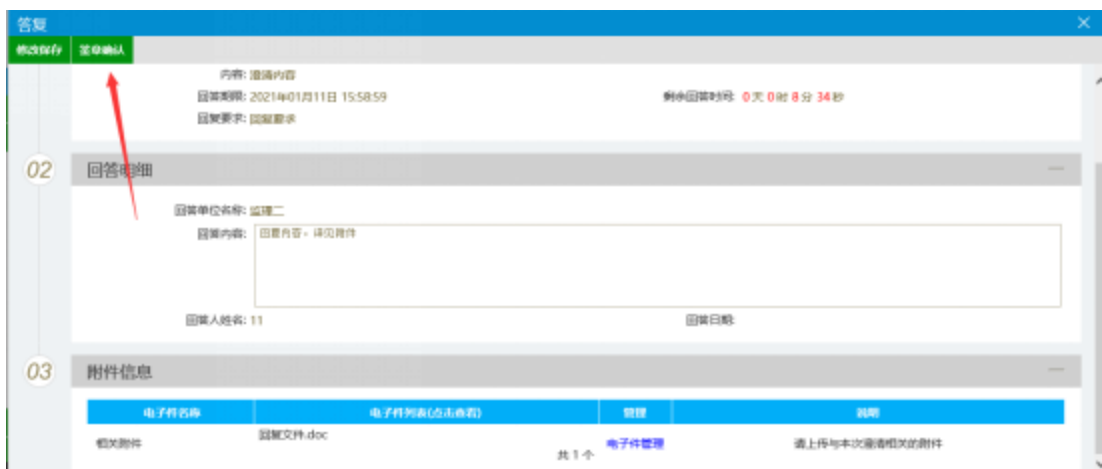 答复
修改保存 签章确认
内容: 澄清内容
回答期限: 2021年01月11日 15:58:59 剩余回答时间: 0 天 0 时 8 分 34 秒
回复要求: 回复要求
02 回答明细
回答单位名称: 监理二
回答内容: 回复内容:详见附件
回答人姓名: 11 回答日期:
03 附件信息
电子件名称 电子件列表(点击查看) 管理 说明
相关附件 回复文件.doc 电子件管理 请上传与本次澄清相关的附件
共 1 个